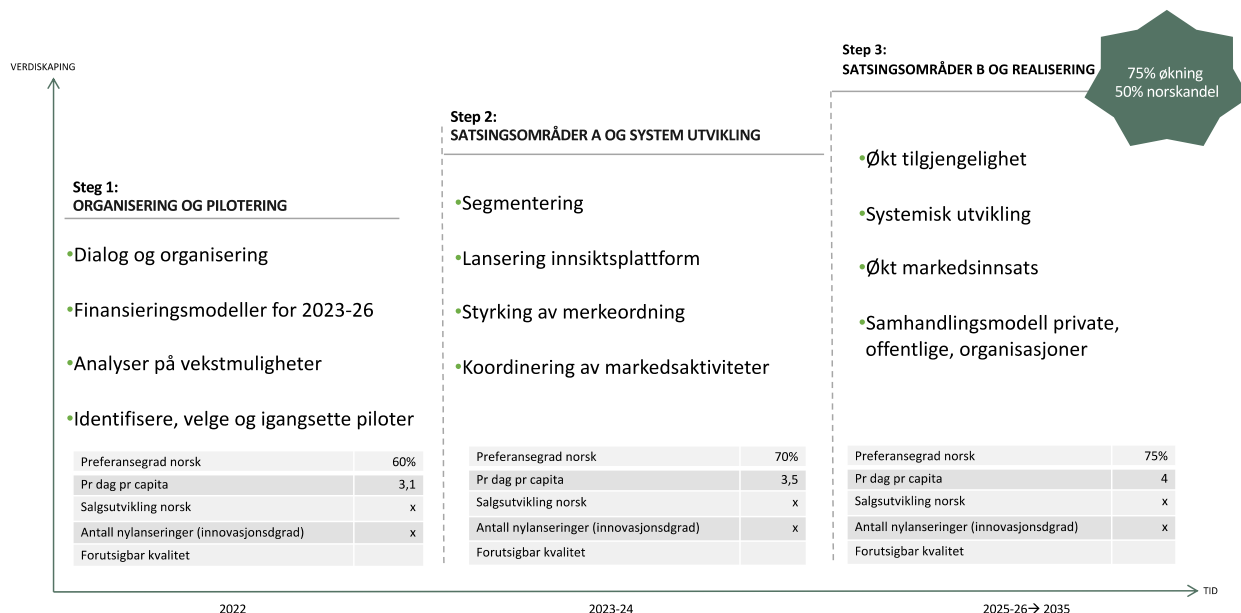 VERDISKAPING
Steg 1:
ORGANISERING OG PILOTERING
•Dialog og organisering
•Finansieringsmodeller for 2023-26
•Analyser på vekstmuligheter
•Identifisere, velge og igangsette piloter
Preferansegrad norsk 60%
Pr dag pr capita 3,1
Salgsutvikling norsk x
Antall nylanseringer (innovasjonsdgrad) x
Forutsigbar kvalitet
2022
Step 2:
SATSINGSOMRÅDER A OG SYSTEM UTVIKLING
•Segmentering
•Lansering innsiktsplattform
•Styrking av merkeordning
•Koordinering av markedsaktiviteter
Preferansegrad norsk 70%
Pr dag pr capita 3,5
Salgsutvikling norsk x
Antall nylanseringer (innovasjonsdgrad) x
Forutsigbar kvalitet
2023-24
Step 3:
SATSINGSOMRÅDER B OG REALISERING
75% økning
50% norskandel
•Økt tilgjengelighet
•Systemisk utvikling
•Økt markedsinnsats
•Samhandlingsmodell private,
offentlige, organisasjoner
Preferansegrad norsk 75%
Pr dag pr capita 4
Salgsutvikling norsk x
Antall nylanseringer (innovasjonsdgrad) x
Forutsigbar kvalitet
2025-26→ 2035
TID